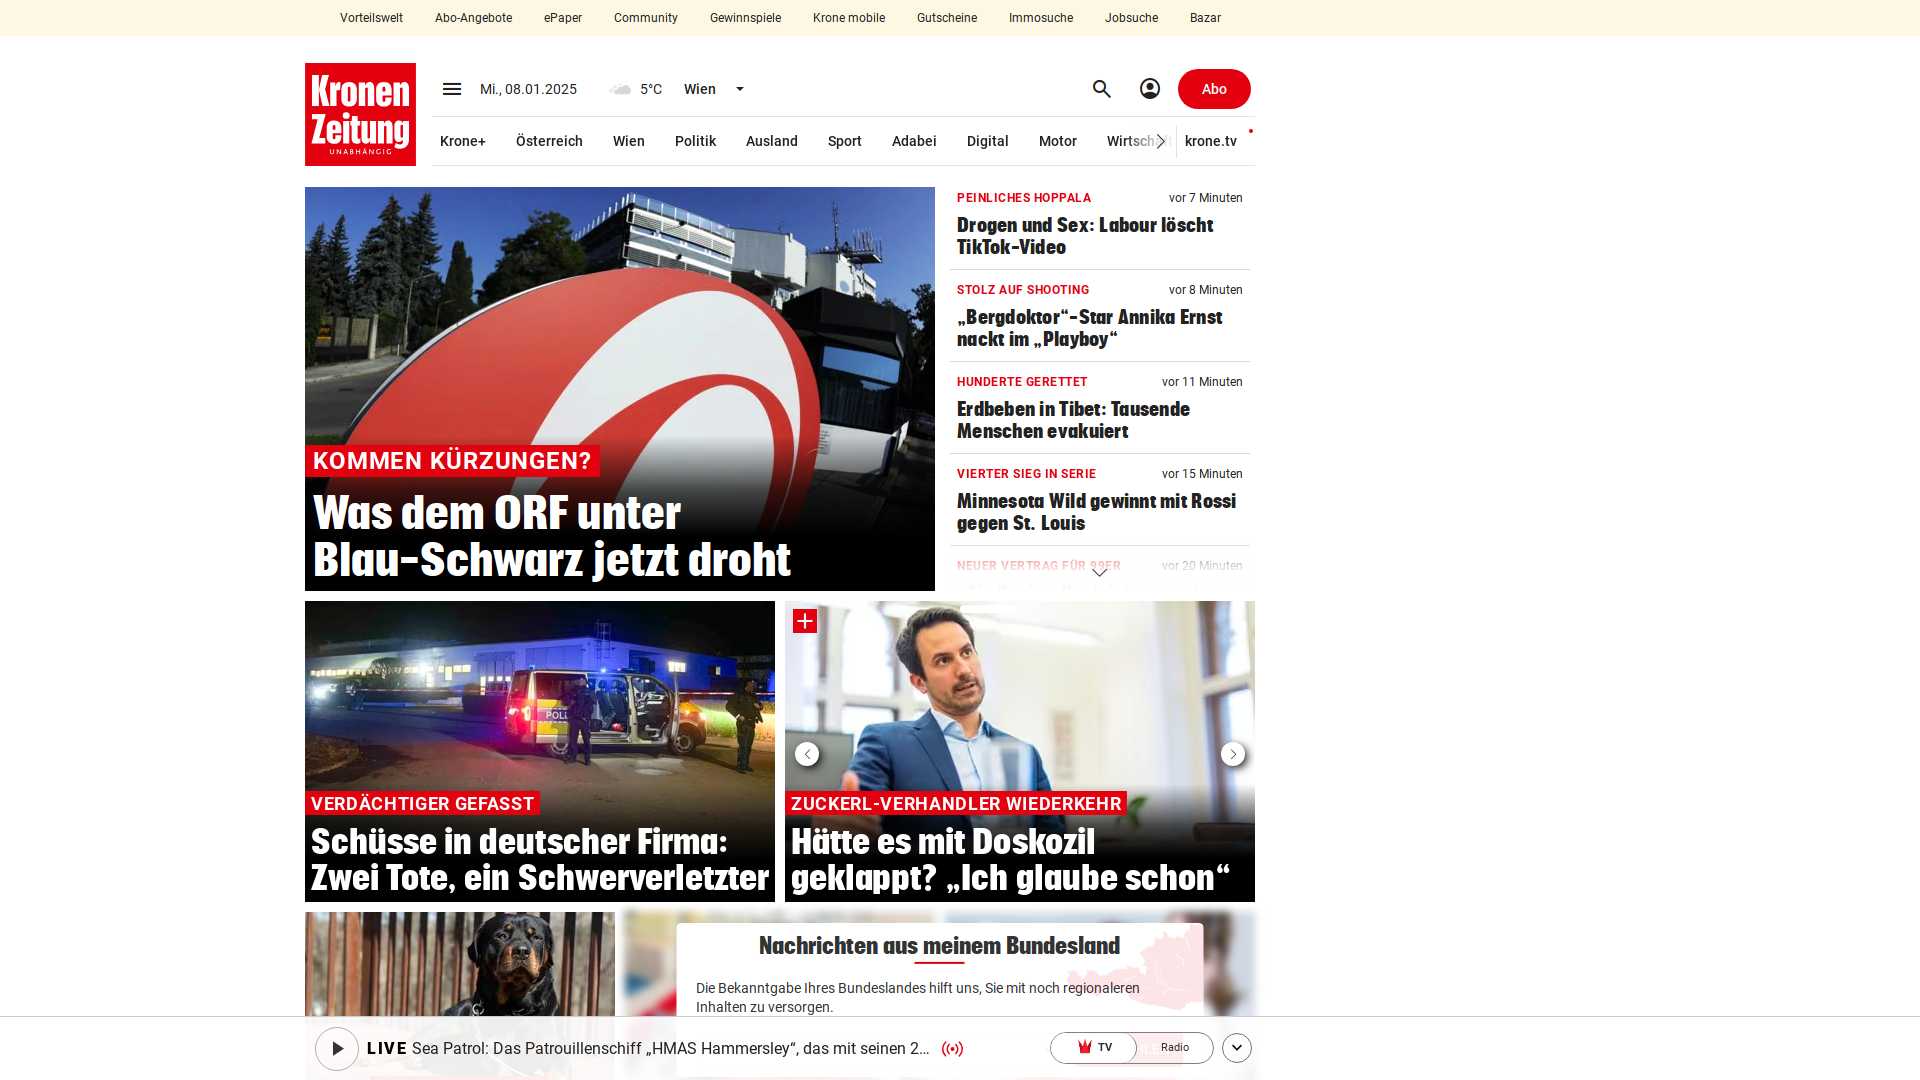 Vorteilswelt Abo-Angebote ePaper Community Gewinnspiele Krone mobile Gutscheine Immosuche Jobsuche Bazar
Kronen
Zeitung
UNABHÄNGIG
Mi., 08.01.2025 5°C Wien
Abo
Krone+ Österreich Wien Politik Ausland Sport Adabei Digital Motor Wirtsch krone.tv
KOMMEN KÜRZUNGEN?
Was dem ORF unter
Blau-Schwarz jetzt droht
PEINLICHES HOPPALA vor 7 Minuten
Drogen und Sex: Labour löscht
TikTok-Video
STOLZ AUF SHOOTING vor 8 Minuten
„Bergdoktor“-Star Annika Ernst
nackt im „Playboy“
HUNDERTE GERETTET vor 11 Minuten
Erdbeben in Tibet: Tausende
Menschen evakuiert
VIERTER SIEG IN SERIE vor 15 Minuten
Minnesota Wild gewinnt mit Rossi
gegen St. Louis
NEUER VERTRAG FÜR 99ER vor 20 Minuten
VERDÄCHTIGER GEFASST
Schüsse in deutscher Firma:
Zwei Tote, ein Schwerverletzter
ZUCKERL-VERHANDLER WIEDERKEHR
Hätte es mit Doskozil
geklappt? „Ich glaube schon“
Nachrichten aus meinem Bundesland
Die Bekanntgabe Ihres Bundeslandes hilft uns, Sie mit noch regionaleren
Inhalten zu versorgen.
LIVE Sea Patrol: Das Patrouillenschiff „HMAS Hammersley“, das mit seinen 2... TV Radio